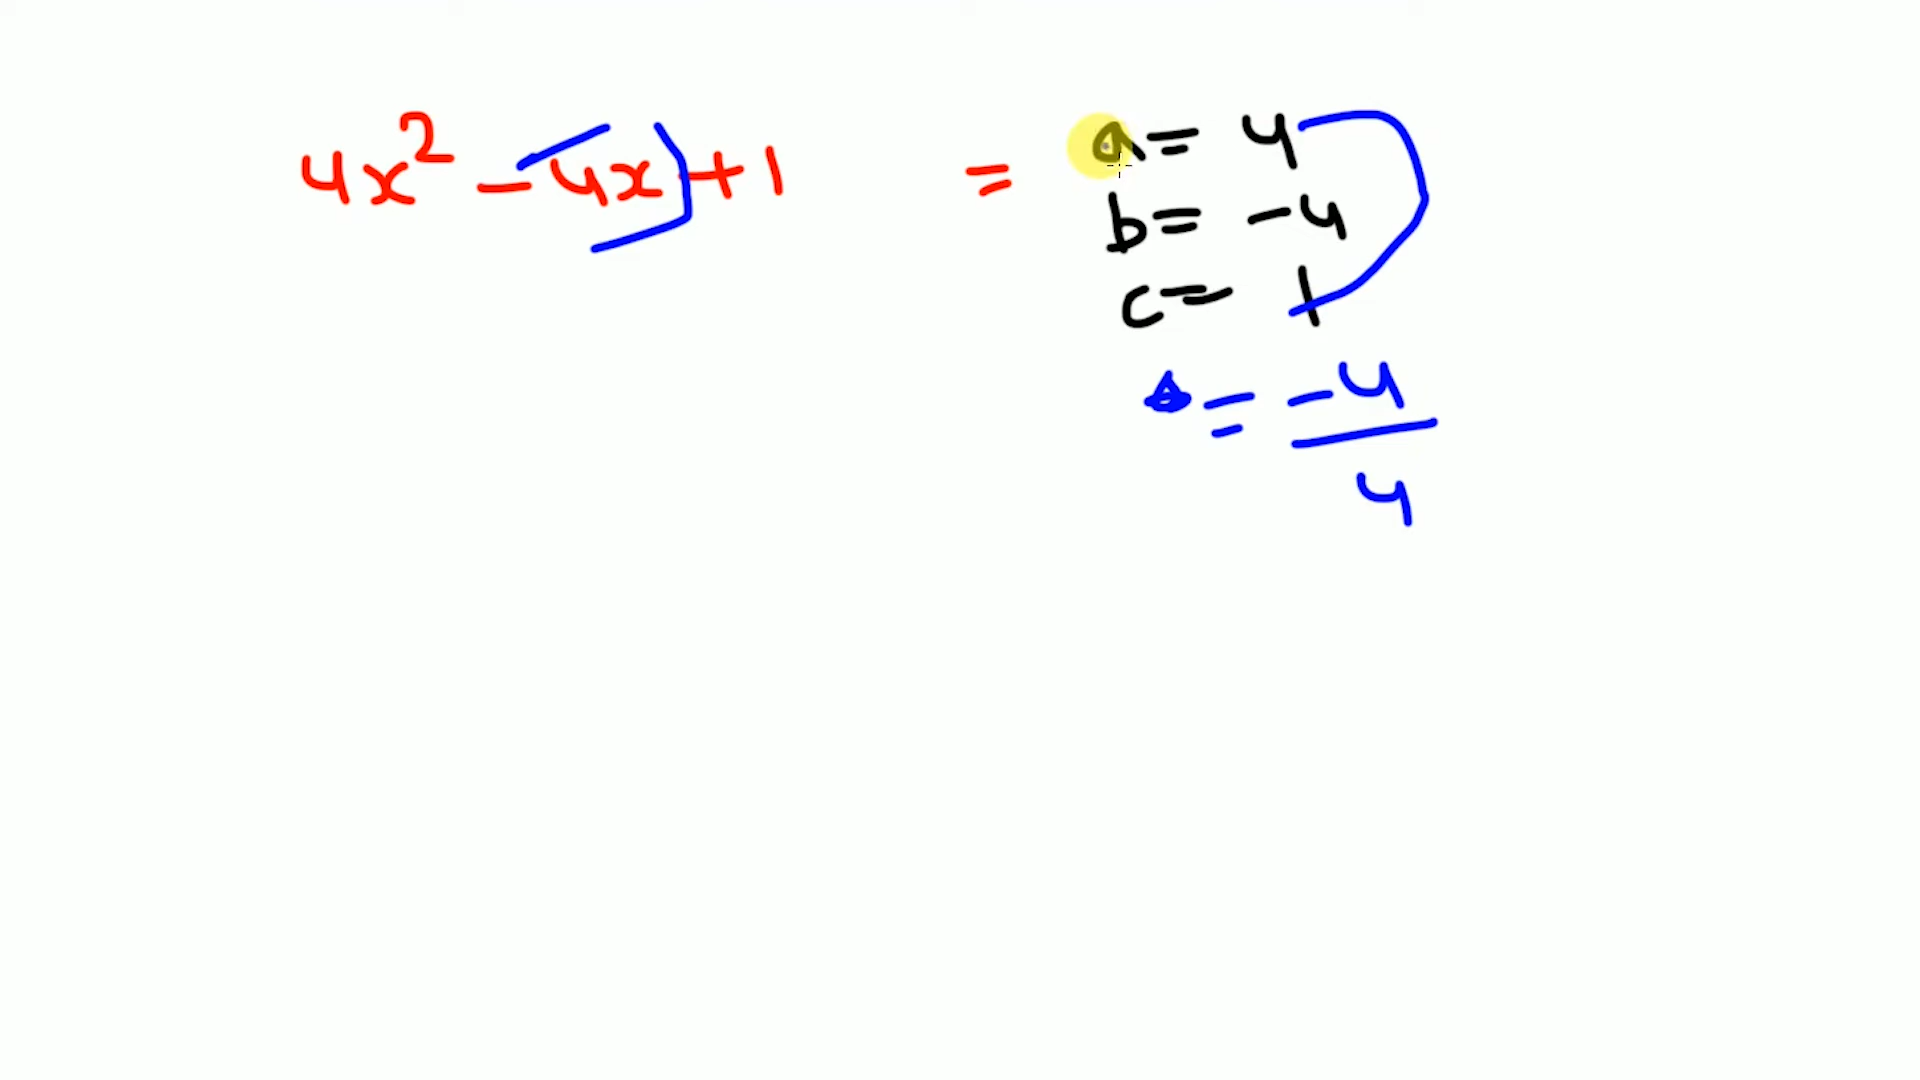 4x² - 4x + 1 =
a = 4
b = -4
c = 1
= -4
4